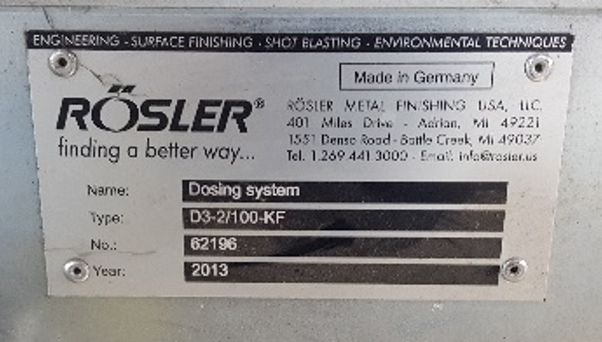 ENGINEERING - SURFACE FINISHING - SHOT BLASTING - ENVIRONMENTAL TECHNIQUES
Made in Germany
RÖSLER®
finding a better way...
RÖSLER METAL FINISHING USA, LLC.
401 Miles Drive - Adrian, MI 49221
1551 Denso Road - Battle Creek, MI 49037
Tel. 1.269.441.3000 - Email: info@rosler.us
Name: Dosing system
Type: D3-2/100-KF
No.: 62196
Year: 2013